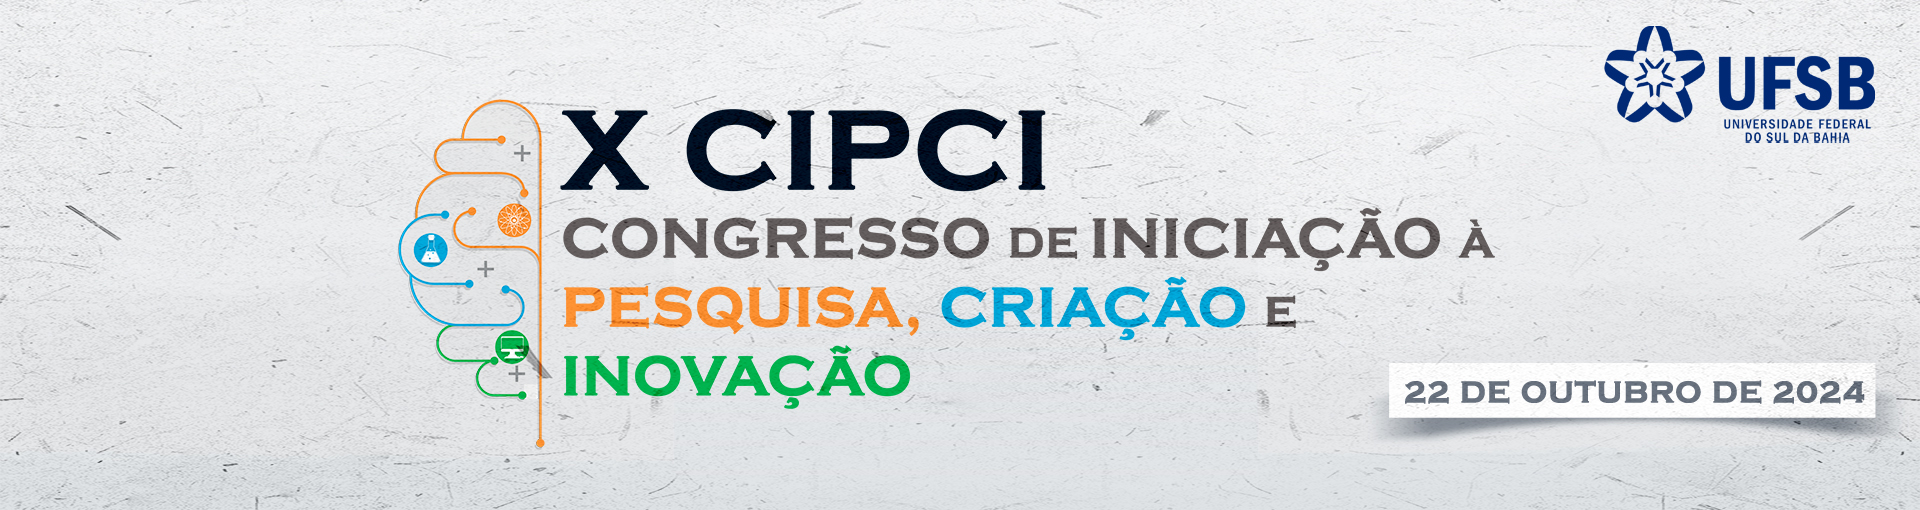 X CIPCI
CONGRESSO DE INICIAÇÃO À
PESQUISA, CRIAÇÃO E
INOVAÇÃO
UFSB
UNIVERSIDADE FEDERAL
DO SUL DA BAHIA
22 DE OUTUBRO DE 2024